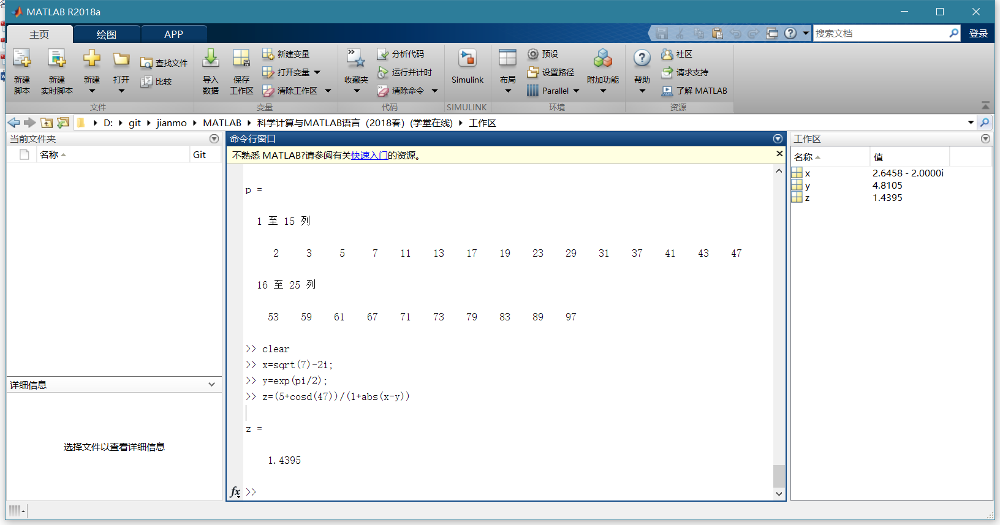 MATLAB R2018a
主页 绘图 APP 搜索文档 登录
新建脚本 新建实时脚本 新建 打开 查找文件 比较
文件
导入数据 保存工作区 新建变量 打开变量 清除工作区
变量
收藏夹 分析代码 运行并计时 清除命令
代码
Simulink
SIMULINK
布局 预设 设置路径 Parallel 附加功能
环境
帮助 社区 请求支持 了解 MATLAB
资源
D: git jianmo MATLAB 科学计算与MATLAB语言（2018春）(学堂在线) 工作区
当前文件夹
名称 Git
详细信息
选择文件以查看详细信息
命令行窗口
不熟悉 MATLAB?请参阅有关快速入门的资源。
p =
1 至 15 列
2 3 5 7 11 13 17 19 23 29 31 37 41 43 47
16 至 25 列
53 59 61 67 71 73 79 83 89 97
>> clear
>> x=sqrt(7)-2i;
>> y=exp(pi/2);
>> z=(5+cosd(47))/(1+abs(x-y))
z =
1.4395
fx >>
工作区
名称 值
x 2.6458 - 2.0000i
y 4.8105
z 1.4395